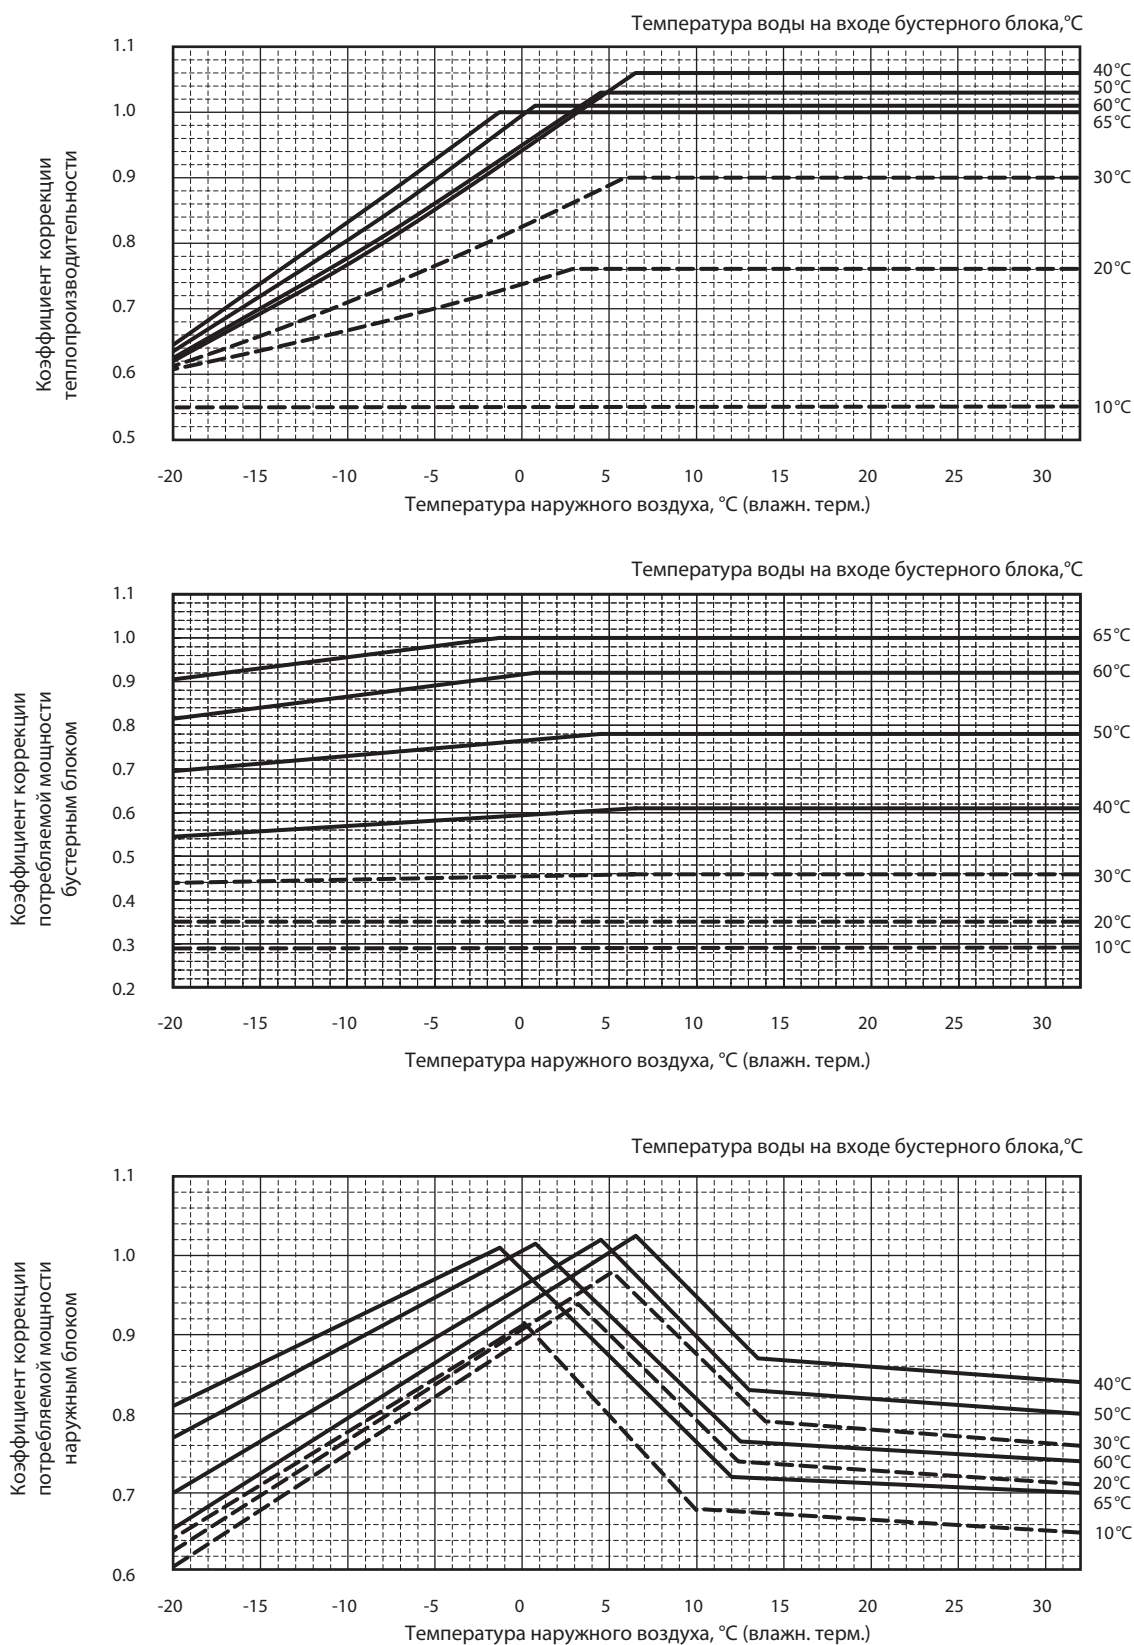 Температура воды на входе бустерного блока,°C
1.1
1.0
0.9
0.8
0.7
0.6
0.5
Коэффициент коррекции
теплопроизводительности
40°C
50°C
60°C
65°C
30°C
20°C
10°C
-20 -15 -10 -5 0 5 10 15 20 25 30
Температура наружного воздуха, °C (влажн. терм.)
Температура воды на входе бустерного блока,°C
1.1
1.0
0.9
0.8
0.7
0.6
0.5
0.4
0.3
0.2
Коэффициент коррекции
потребляемой мощности
бустерным блоком
65°C
60°C
50°C
40°C
30°C
20°C
10°C
-20 -15 -10 -5 0 5 10 15 20 25 30
Температура наружного воздуха, °C (влажн. терм.)
Температура воды на входе бустерного блока,°C
1.1
1.0
0.9
0.8
0.7
0.6
Коэффициент коррекции
потребляемой мощности
наружным блоком
40°C
50°C
30°C
60°C
20°C
65°C
10°C
-20 -15 -10 -5 0 5 10 15 20 25 30
Температура наружного воздуха, °C (влажн. терм.)